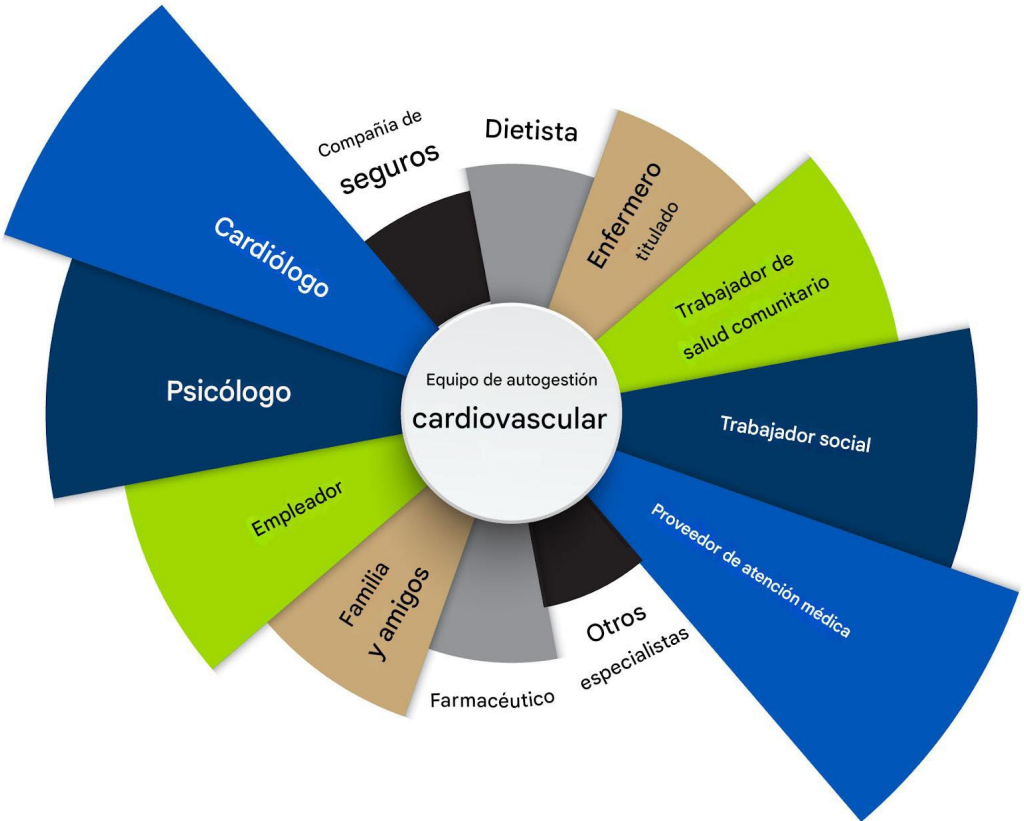 Equipo de autogestión
cardiovascular
Compañía de
seguros
Dietista
Enfermero
titulado
Trabajador de
salud comunitario
Trabajador social
Proveedor de atención médica
Otros
especialistas
Farmacéutico
Familia
y amigos
Empleador
Psicólogo
Cardiólogo